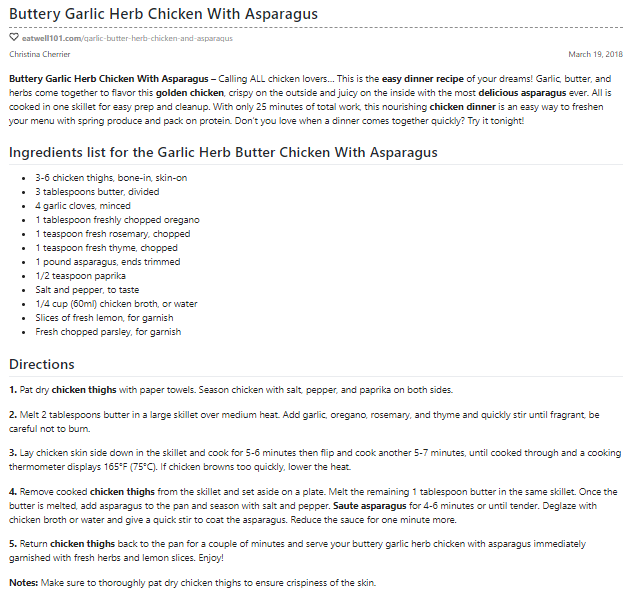 Buttery Garlic Herb Chicken With Asparagus
eatwell101.com/garlic-butter-herb-chicken-and-asparagus
Christina Cherrier March 19, 2018
Buttery Garlic Herb Chicken With Asparagus – Calling ALL chicken lovers... This is the easy dinner recipe of your dreams! Garlic, butter, and
herbs come together to flavor this golden chicken, crispy on the outside and juicy on the inside with the most delicious asparagus ever. All is
cooked in one skillet for easy prep and cleanup. With only 25 minutes of total work, this nourishing chicken dinner is an easy way to freshen
your menu with spring produce and pack on protein. Don't you love when a dinner comes together quickly? Try it tonight!
Ingredients list for the Garlic Herb Butter Chicken With Asparagus
• 3-6 chicken thighs, bone-in, skin-on
• 3 tablespoons butter, divided
• 4 garlic cloves, minced
• 1 tablespoon freshly chopped oregano
• 1 teaspoon fresh rosemary, chopped
• 1 teaspoon fresh thyme, chopped
• 1 pound asparagus, ends trimmed
• 1/2 teaspoon paprika
• Salt and pepper, to taste
• 1/4 cup (60ml) chicken broth, or water
• Slices of fresh lemon, for garnish
• Fresh chopped parsley, for garnish
Directions
1. Pat dry chicken thighs with paper towels. Season chicken with salt, pepper, and paprika on both sides.
2. Melt 2 tablespoons butter in a large skillet over medium heat. Add garlic, oregano, rosemary, and thyme and quickly stir until fragrant, be
careful not to burn.
3. Lay chicken skin side down in the skillet and cook for 5-6 minutes then flip and cook another 5-7 minutes, until cooked through and a cooking
thermometer displays 165°F (75°C). If chicken browns too quickly, lower the heat.
4. Remove cooked chicken thighs from the skillet and set aside on a plate. Melt the remaining 1 tablespoon butter in the same skillet. Once the
butter is melted, add asparagus to the pan and season with salt and pepper. Saute asparagus for 4-6 minutes or until tender. Deglaze with
chicken broth or water and give a quick stir to coat the asparagus. Reduce the sauce for one minute more.
5. Return chicken thighs back to the pan for a couple of minutes and serve your buttery garlic herb chicken with asparagus immediately
garnished with fresh herbs and lemon slices. Enjoy!
Notes: Make sure to thoroughly pat dry chicken thighs to ensure crispiness of the skin.